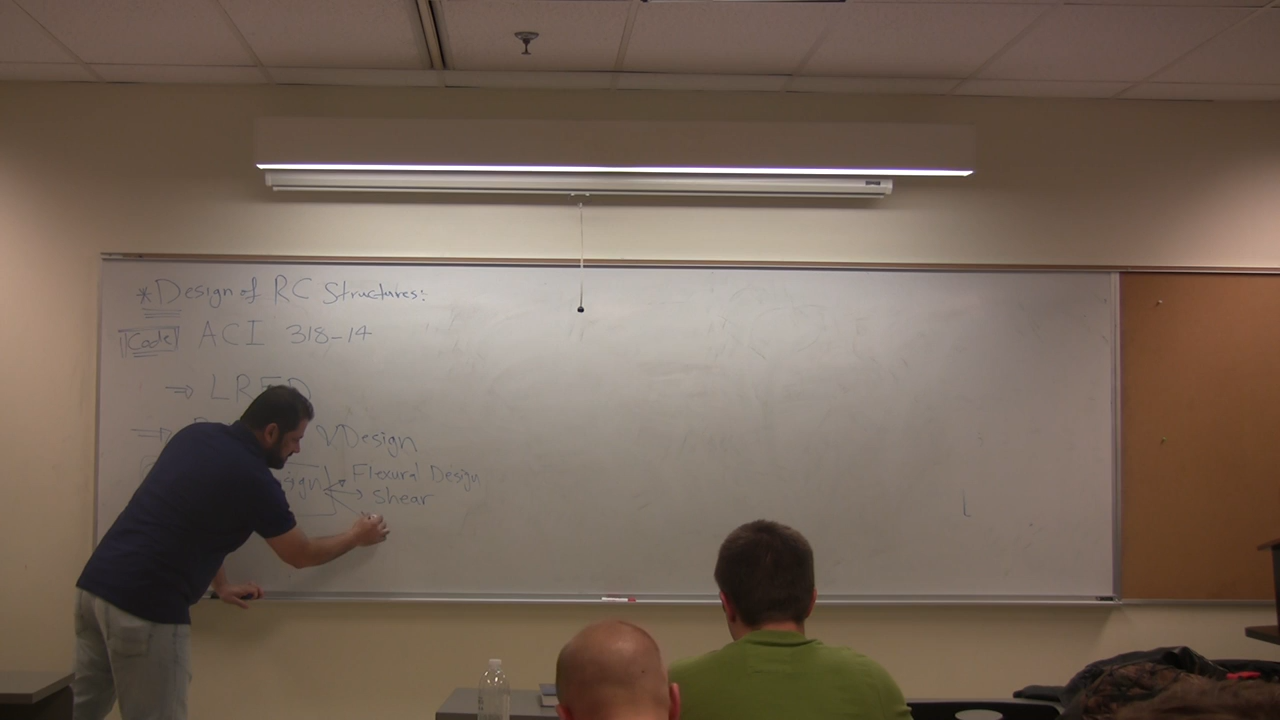 * Design of RC Structures:
Code ACI 318-14
⇒ LRFD
⇒ Design
Flexural Design
→ Shear